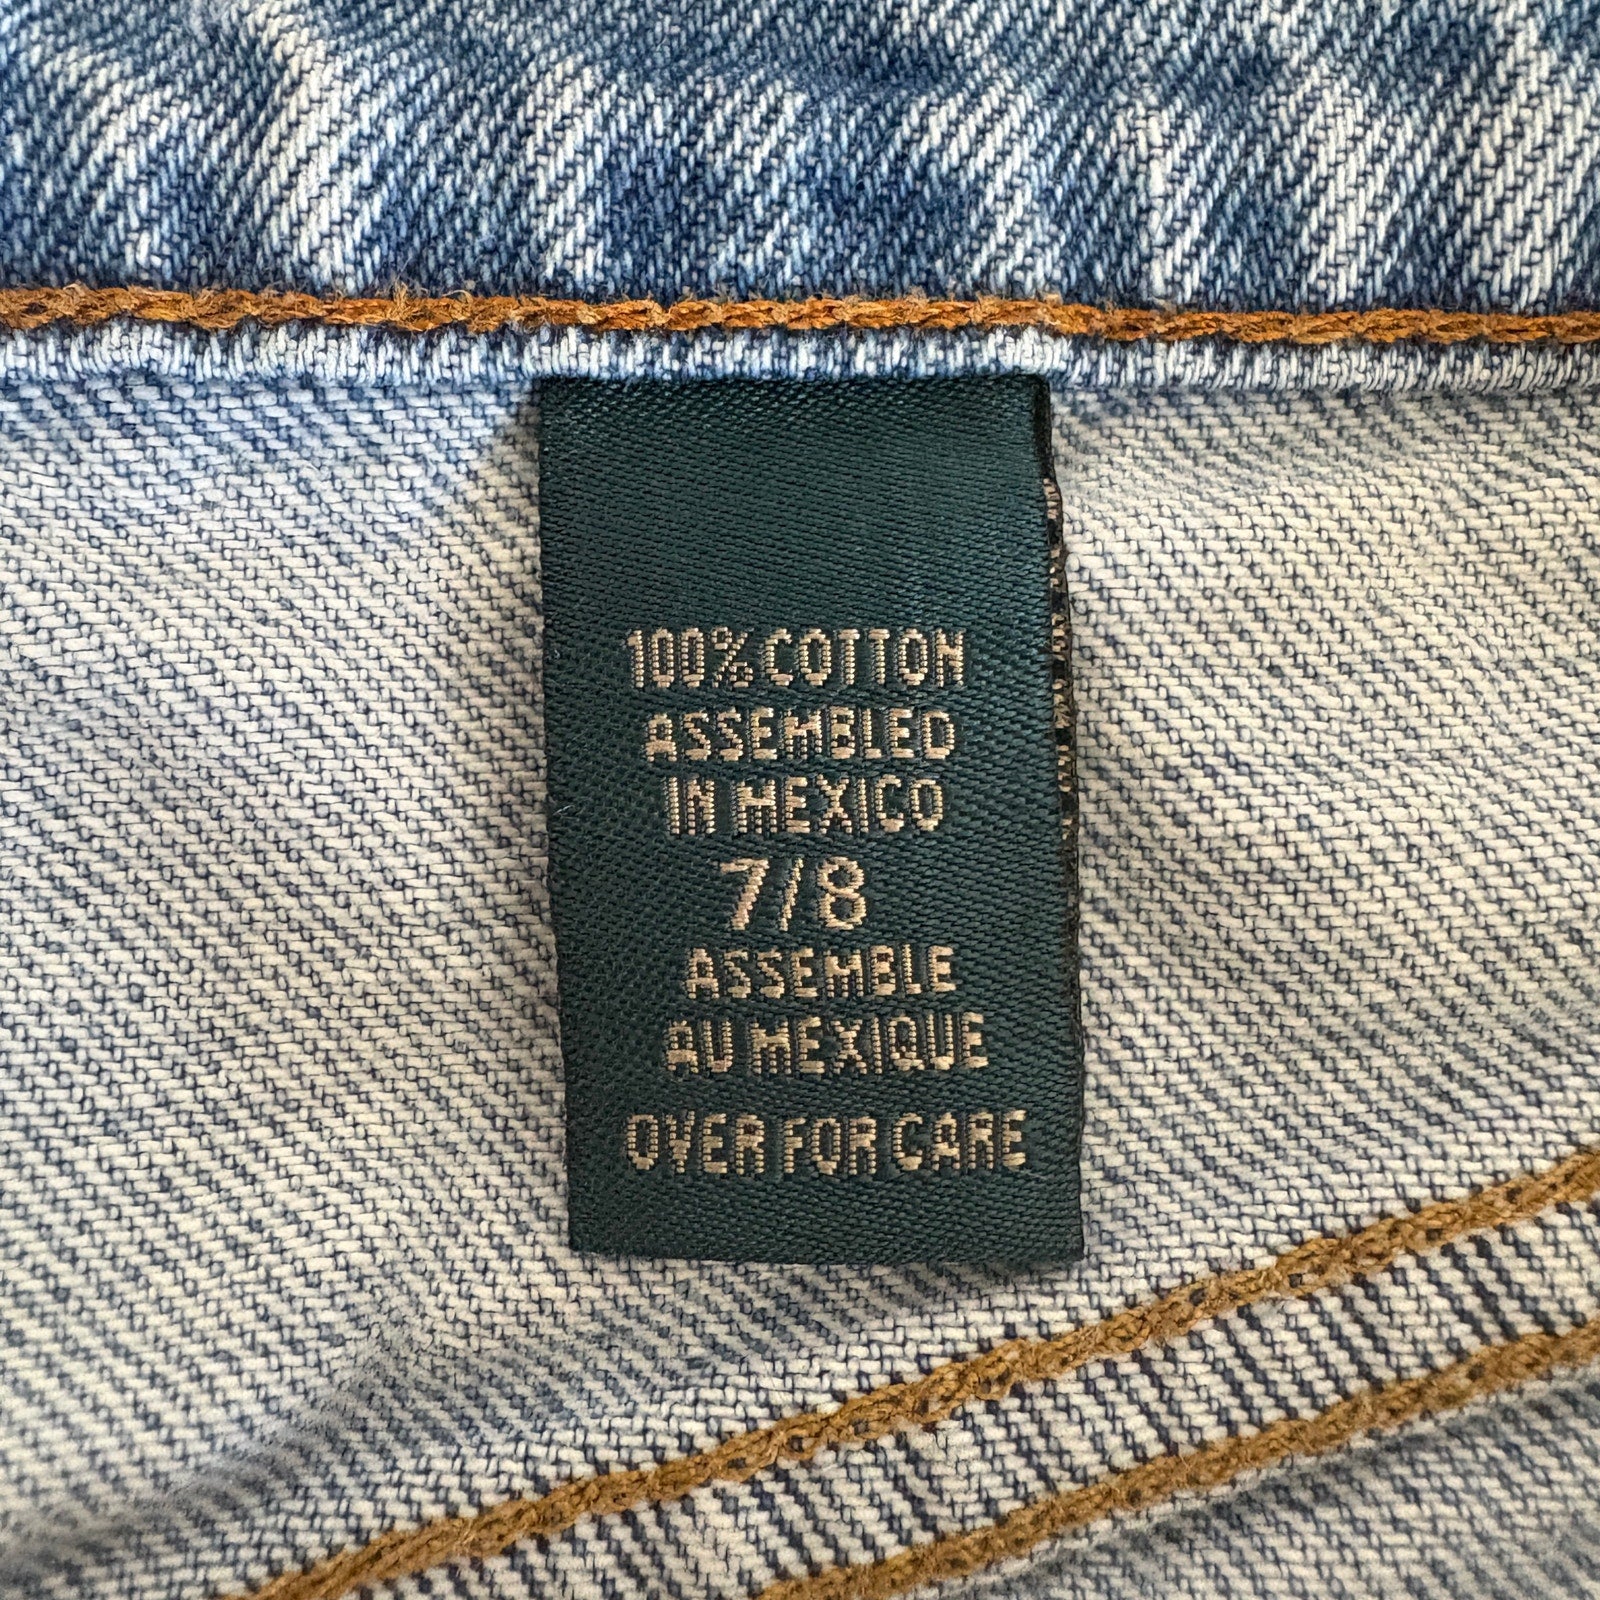 100% COTTON
ASSEMBLED
IN MEXICO
7/8
ASSEMBLE
AU MEXIQUE
OVER FOR CARE